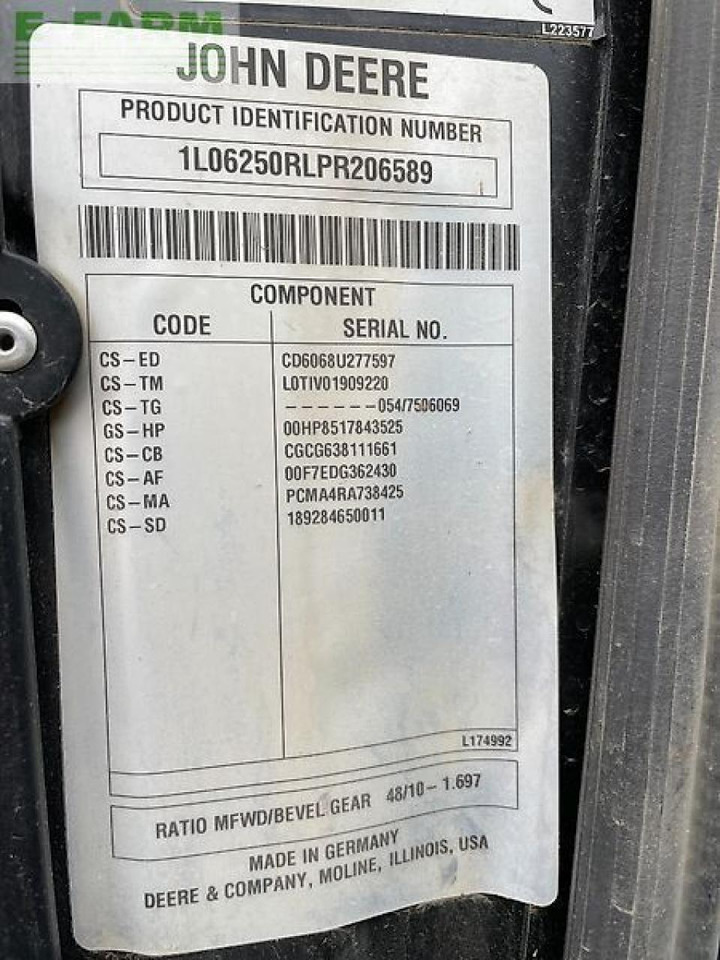 E-FARM
L223577
JOHN DEERE
PRODUCT IDENTIFICATION NUMBER
1L06250RLPR206589
COMPONENT
CODE SERIAL NO.
CS-ED CD6068U277597
CS-TM L0TIV01909220
CS-TG ------054/7506069
GS-HP 00HP8517843525
CS-CB CGCG638111661
CS-AF 00F7EDG362430
CS-MA PCMA4RA738425
CS-SD 189284650011
L174992
RATIO MFWD/BEVEL GEAR 48/10-1.697
MADE IN GERMANY
DEERE & COMPANY, MOLINE, ILLINOIS, USA